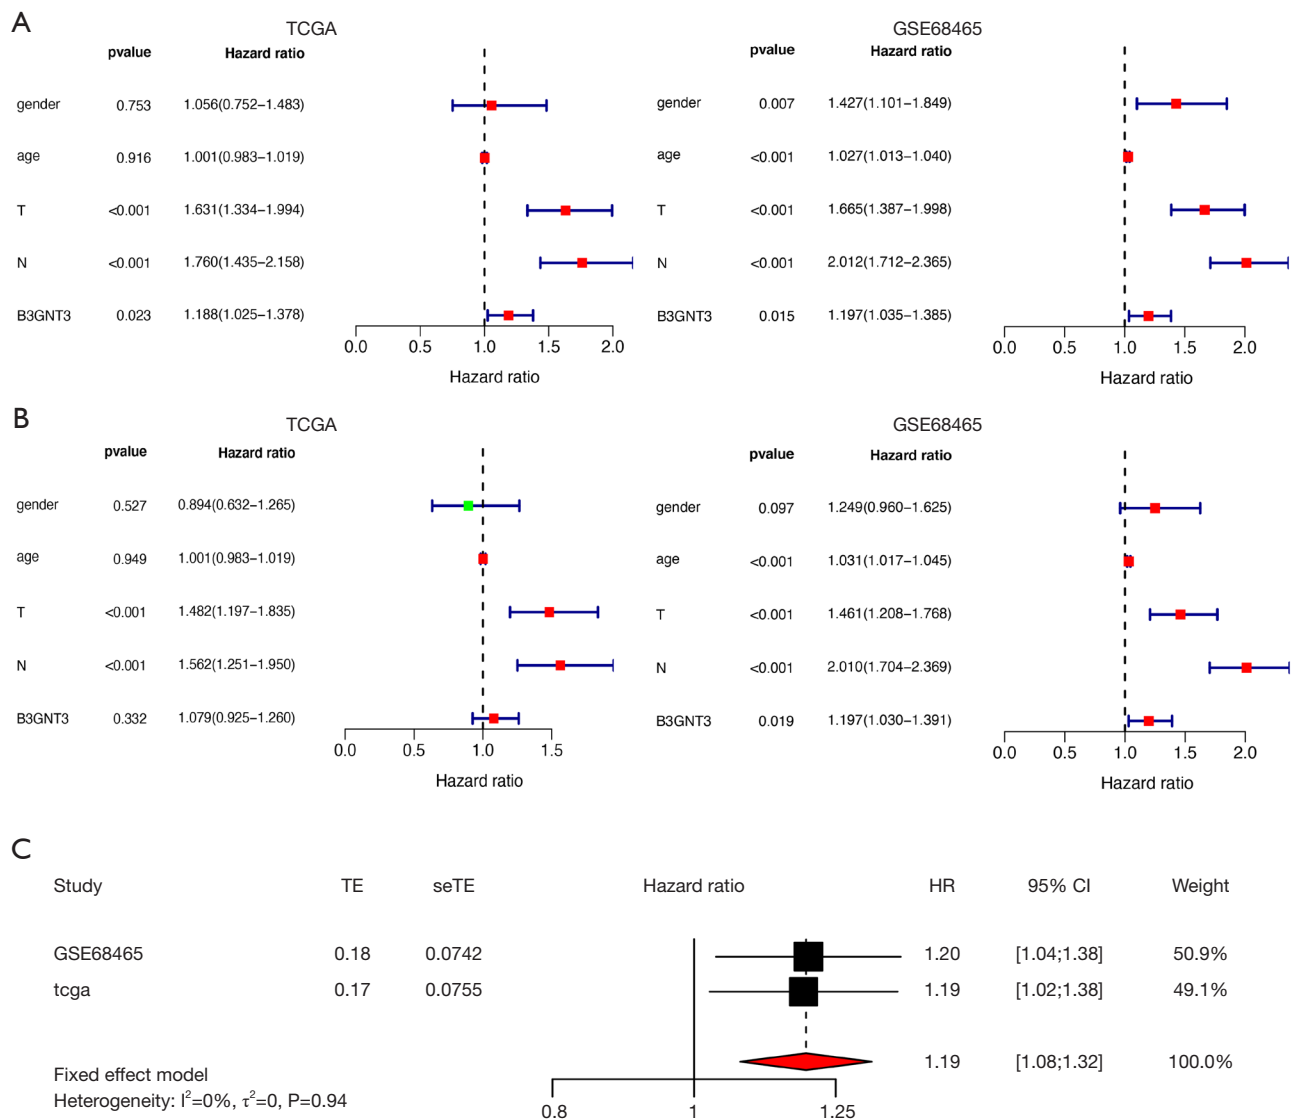 A
TCGA
GSE68465
pvalue Hazard ratio
pvalue Hazard ratio
gender 0.753 1.056(0.752–1.483)
gender 0.007 1.427(1.101–1.849)
age 0.916 1.001(0.983–1.019)
age <0.001 1.027(1.013–1.040)
T <0.001 1.631(1.334–1.994)
T <0.001 1.665(1.387–1.998)
N <0.001 1.760(1.435–2.158)
N <0.001 2.012(1.712–2.365)
B3GNT3 0.023 1.188(1.025–1.378)
B3GNT3 0.015 1.197(1.035–1.385)
0.0 0.5 1.0 1.5 2.0
0.0 0.5 1.0 1.5 2.0
Hazard ratio
Hazard ratio
B
TCGA
GSE68465
pvalue Hazard ratio
pvalue Hazard ratio
gender 0.527 0.894(0.632–1.265)
gender 0.097 1.249(0.960–1.625)
age 0.949 1.001(0.983–1.019)
age <0.001 1.031(1.017–1.045)
T <0.001 1.482(1.197–1.835)
T <0.001 1.461(1.208–1.768)
N <0.001 1.562(1.251–1.950)
N <0.001 2.010(1.704–2.369)
B3GNT3 0.332 1.079(0.925–1.260)
B3GNT3 0.019 1.197(1.030–1.391)
0.0 0.5 1.0 1.5
0.0 0.5 1.0 1.5 2.0
Hazard ratio
Hazard ratio
C
Study TE seTE Hazard ratio HR 95% CI Weight
GSE68465 0.18 0.0742 1.20 [1.04;1.38] 50.9%
tcga 0.17 0.0755 1.19 [1.02;1.38] 49.1%
1.19 [1.08;1.32] 100.0%
Fixed effect model
Heterogeneity: I²=0%, τ²=0, P=0.94
0.8 1 1.25